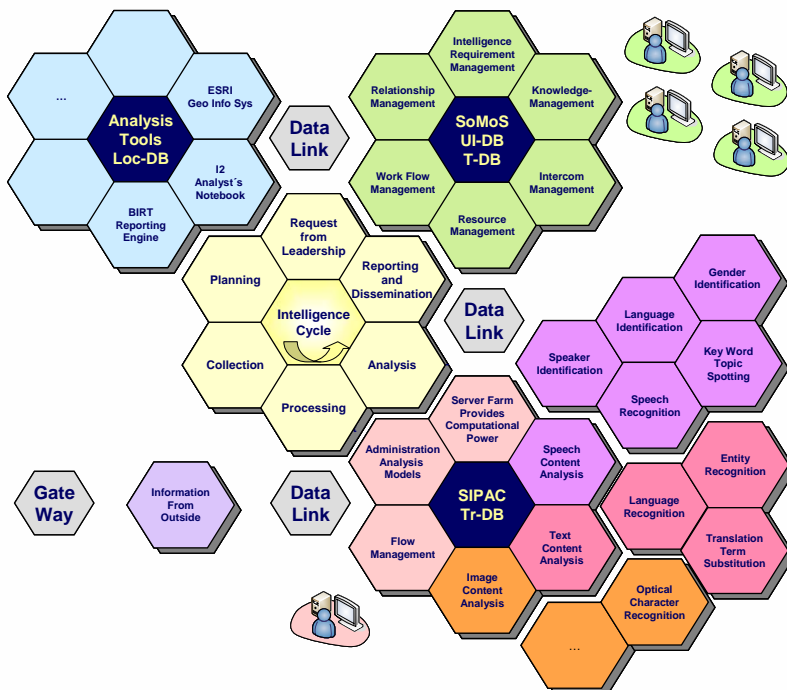 ...
ESRI
Geo Info Sys
Analysis
Tools
Loc-DB
I2
Analyst´s
Notebook
BIRT
Reporting
Engine
Data
Link
Intelligence
Requirement
Management
Relationship
Management
Knowledge-
Management
SoMoS
UI-DB
T-DB
Work Flow
Management
Intercom
Management
Resource
Management
Request
from
Leadership
Planning
Reporting
and
Dissemination
Intelligence
Cycle
Collection
Analysis
Processing
Data
Link
Gender
Identification
Language
Identification
Speaker
Identification
Key Word
Topic
Spotting
Speech
Recognition
Server Farm
Provides
Computational
Power
Administration
Analysis
Models
Speech
Content
Analysis
SIPAC
Tr-DB
Flow
Management
Text
Content
Analysis
Image
Content
Analysis
Entity
Recognition
Language
Recognition
Translation
Term
Substitution
Optical
Character
Recognition
...
Gate
Way
Information
From
Outside
Data
Link